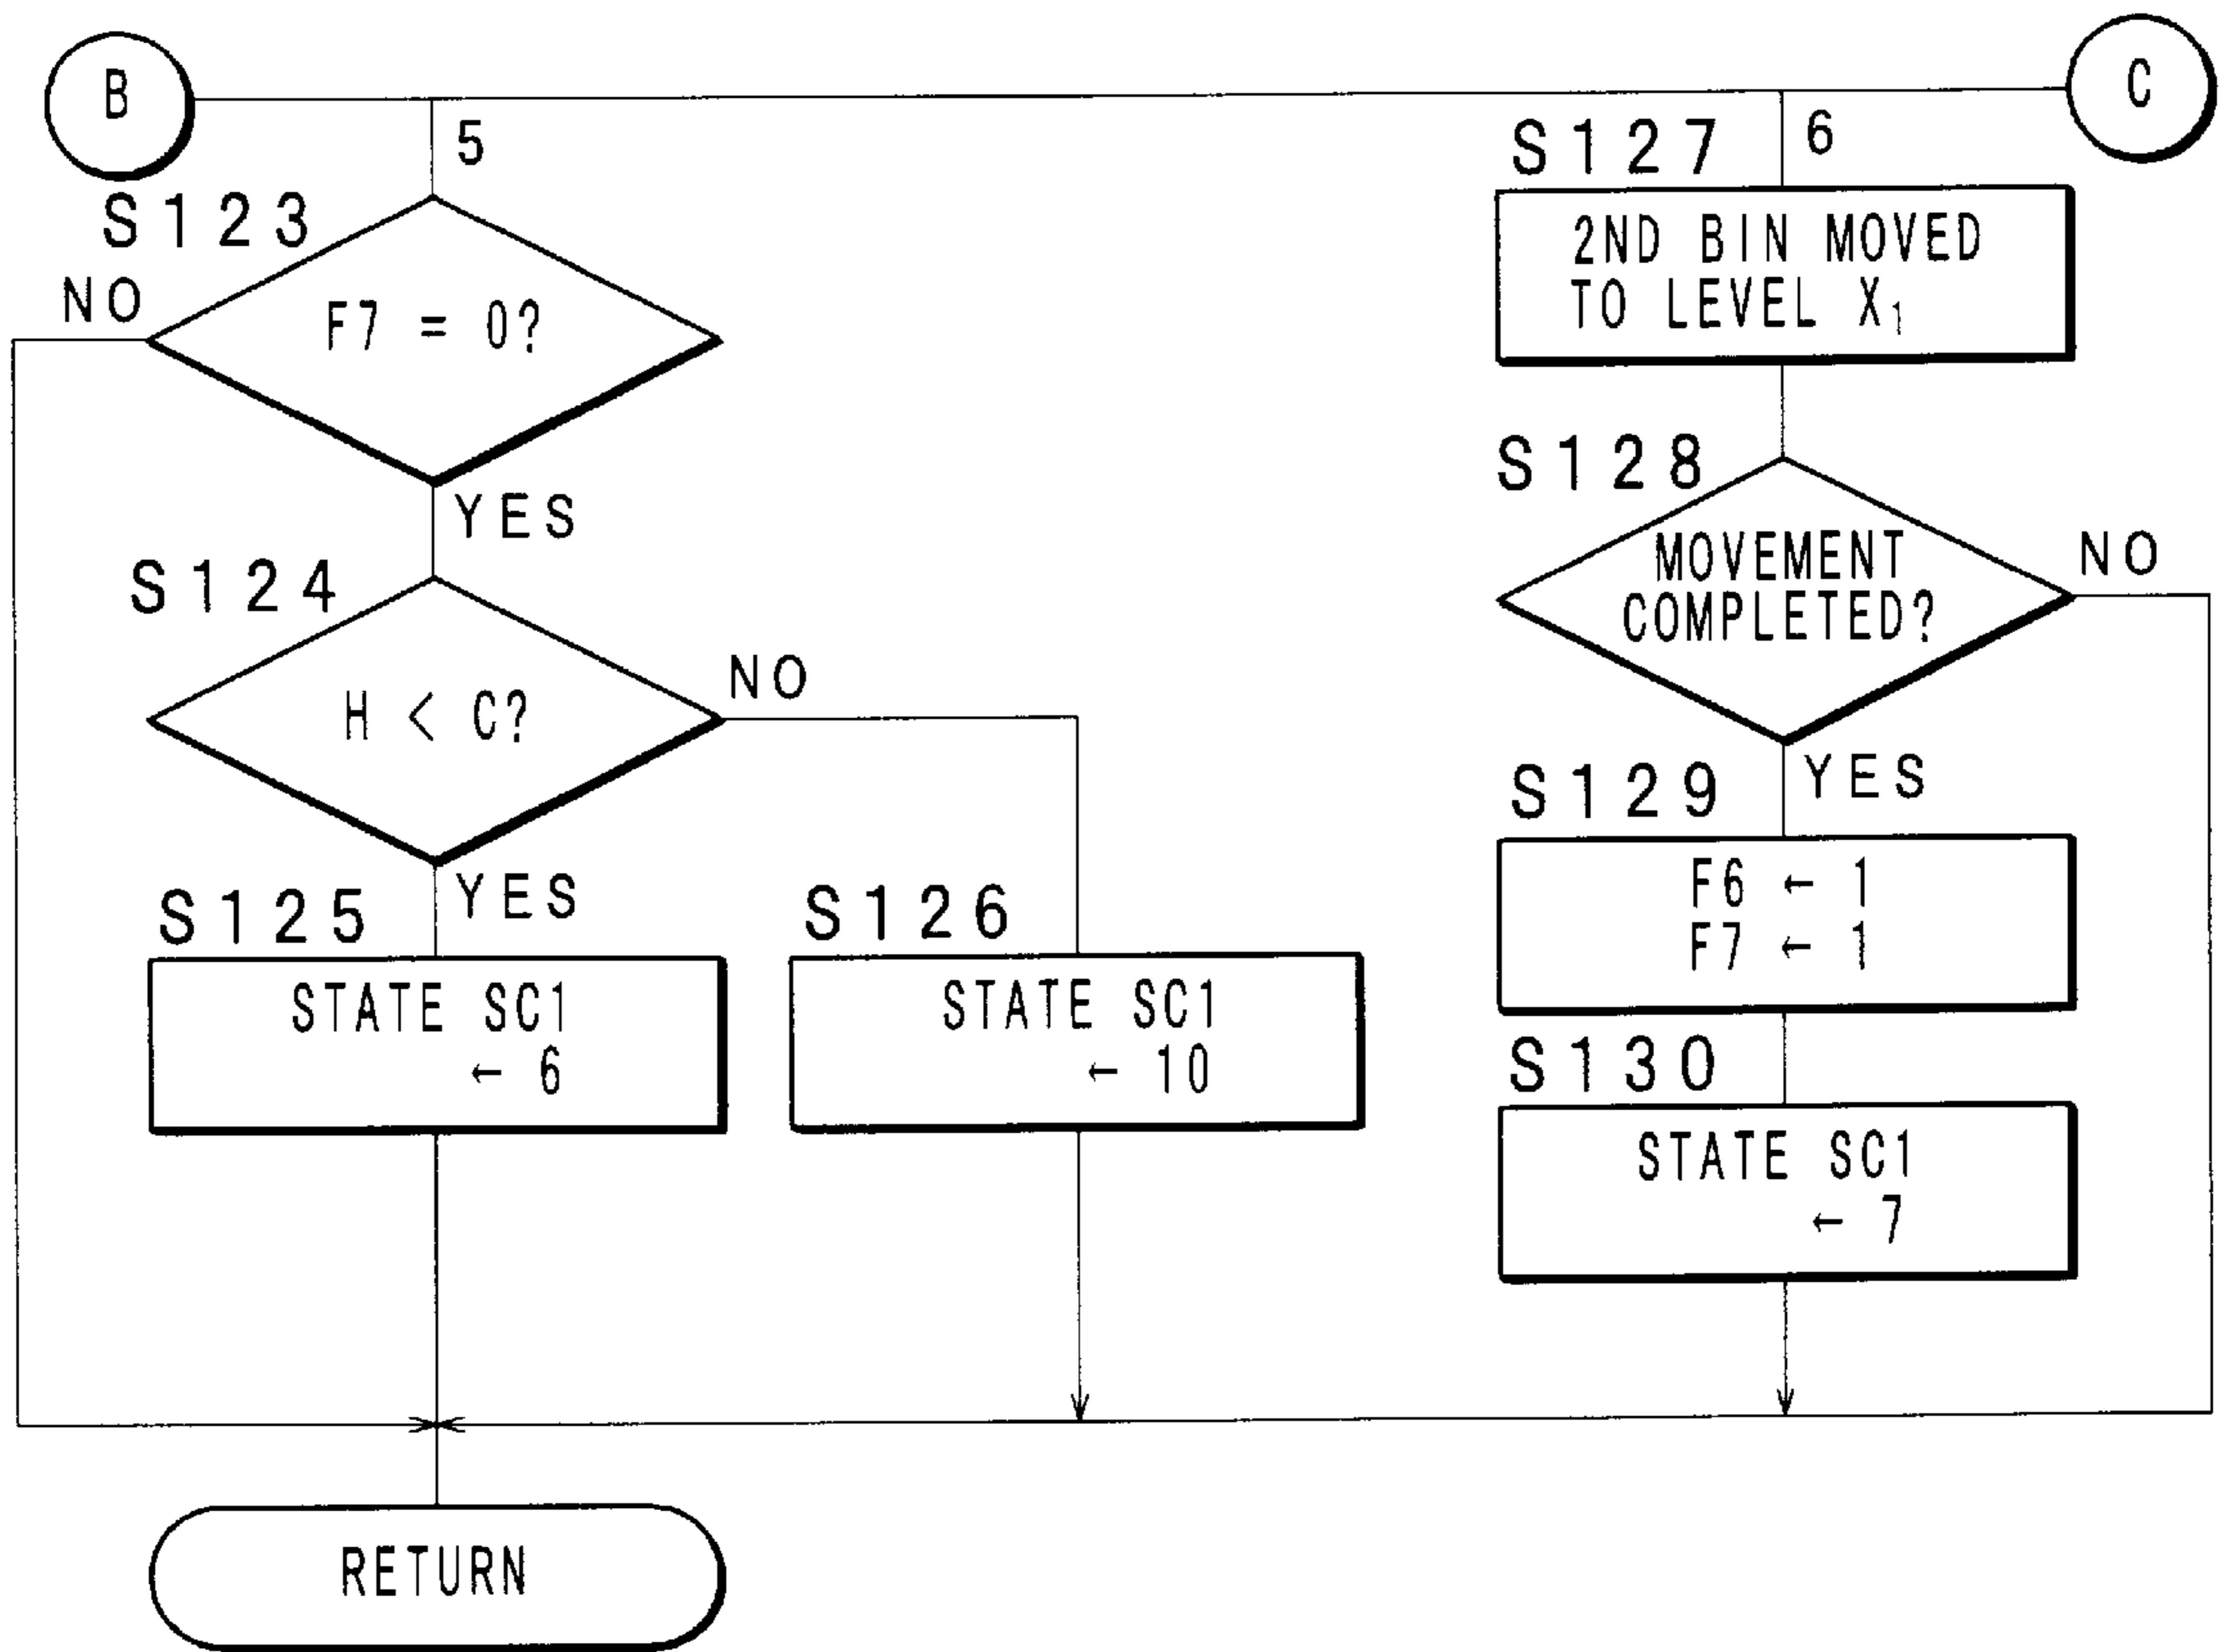 B
C
5
S123
NO
F7 = 0?
YES
S124
NO
H < C?
YES
S125
STATE SC1
← 6
S126
STATE SC1
← 10
6
S127
2ND BIN MOVED
TO LEVEL X₁
S128
MOVEMENT
COMPLETED?
NO
YES
S129
F6 ← 1
F7 ← 1
S130
STATE SC1
← 7
RETURN